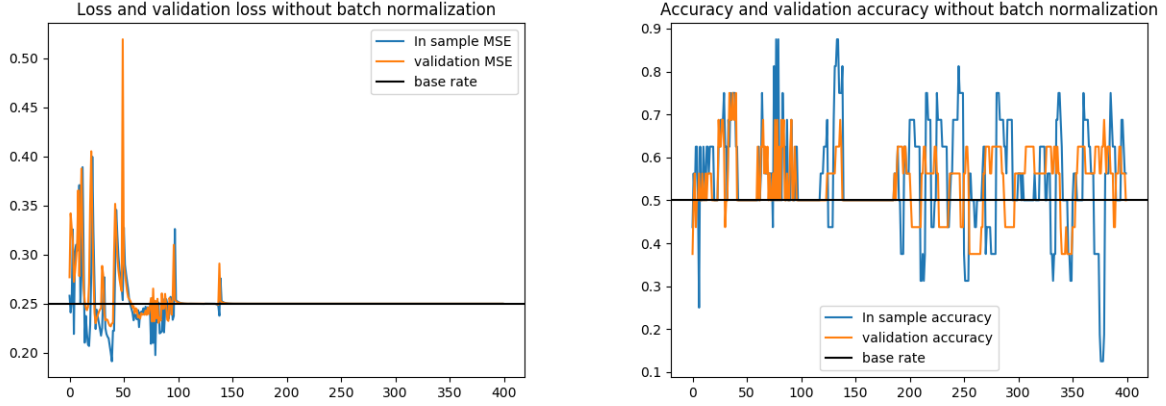 Loss and validation loss without batch normalization
In sample MSE
validation MSE
base rate
0.50
0.45
0.40
0.35
0.30
0.25
0.20
0 50 100 150 200 250 300 350 400
Accuracy and validation accuracy without batch normalization
0.9
0.8
0.7
0.6
0.5
0.4
0.3
0.2
0.1
In sample accuracy
validation accuracy
base rate
0 50 100 150 200 250 300 350 400